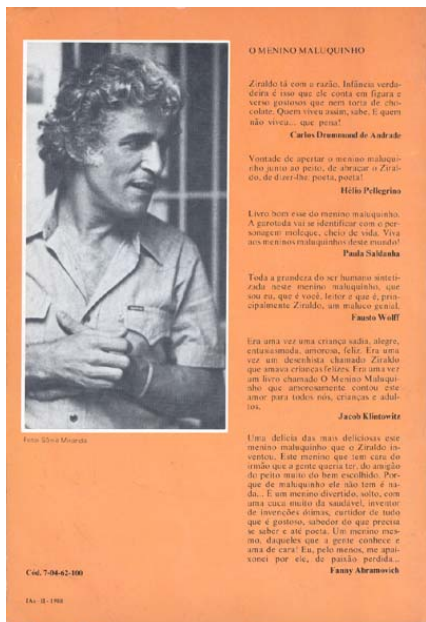 O MENINO MALUQUINHO
Ziraldo tá com a razão. Infância verda-
deira é isso que ele conta em figura e
verso gostosos que nem torta de cho-
colate. Quem viveu assim, sabe. E quem
não viveu... que pena!
Carlos Drummond de Andrade
Vontade de apertar o menino maluqui-
nho junto ao peito, de abraçar o Ziral-
do, de dizer-lhe poeta, poeta!
Hélio Pellegrino
Livro bom esse do menino maluquinho.
A garotada vai se identificar com o per-
sonagem moleque, cheio de vida. Viva
aos meninos maluquinhos deste mundo!
Paula Saldanha
Toda a grandeza do ser humano sinteti-
zada neste menino maluquinho, que
sou eu, que é você, leitor e que é, prin-
cipalmente Ziraldo, um maluco genial.
Fausto Wolff
Era uma vez uma criança sadia, alegre,
entusiasmada, amorosa, feliz. Era uma
vez um desenhista chamado Ziraldo
que amava crianças felizes. Era uma vez
um livro chamado O Menino Maluqui-
nho que amorosamente contou este
amor para todos nós, crianças e adul-
tos.
Jacob Klintowitz
Foto: Sônia Miranda
Uma delícia das mais deliciosas este
menino maluquinho que o Ziraldo in-
ventou. Este menino que tem cara do
irmão que a gente queria ter, do amigão
do peito muito do bem escolhido. Por-
que de maluquinho ele não tem é na-
da... É um menino divertido, solto, com
uma cuca muito da saudável, inventor
de invenções ótimas, curtidor de tudo
que é gostoso, sabedor do que precisa
se saber e até poeta. Um menino mes-
mo, daqueles que a gente conhece e
ama de cara! Eu, pelo menos, me apai-
xonei por ele, de paixão perdida...
Fanny Abramovich
Cód. 7-04-62-100